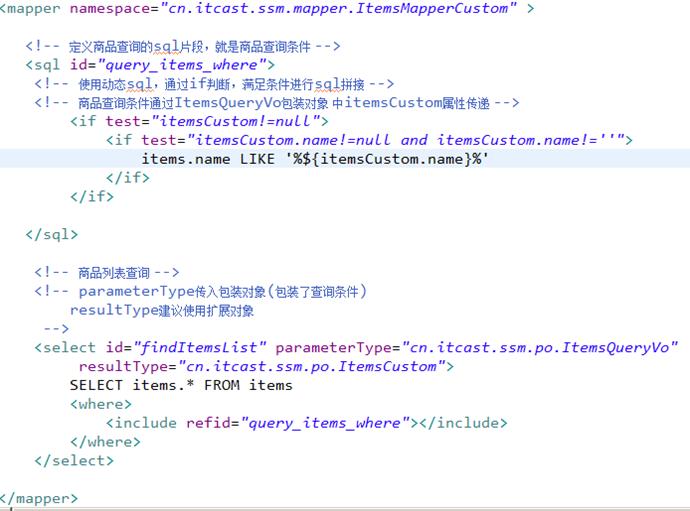 <mapper namespace="cn.itcast.ssm.mapper.ItemsMapperCustom" >
<!-- 定义商品查询的sql片段，就是商品查询条件 -->
<sql id="query_items_where">
<!-- 使用动态sql，通过if判断，满足条件进行sql拼接 -->
<!-- 商品查询条件通过ItemsQueryVo包装对象 中itemsCustom属性传递 -->
<if test="itemsCustom!=null">
<if test="itemsCustom.name!=null and itemsCustom.name!=''">
items.name LIKE '%${itemsCustom.name}%'
</if>
</if>
</sql>
<!-- 商品列表查询 -->
<!-- parameterType传入包装对象(包装了查询条件)
resultType建议使用扩展对象
-->
<select id="findItemsList" parameterType="cn.itcast.ssm.po.ItemsQueryVo"
resultType="cn.itcast.ssm.po.ItemsCustom">
SELECT items.* FROM items
<where>
<include refid="query_items_where"></include>
</where>
</select>
</mapper>